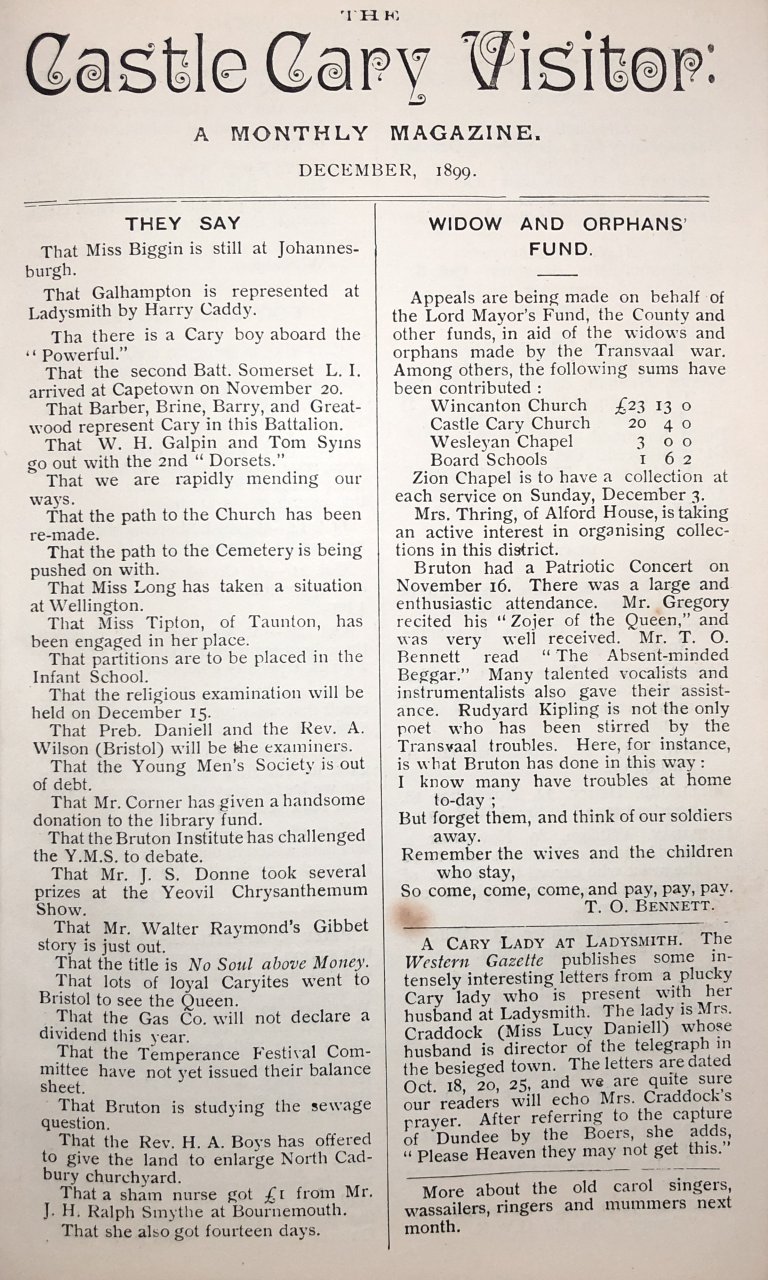 THE
Castle Cary Visitor:
A MONTHLY MAGAZINE.
DECEMBER, 1899.
THEY SAY
That Miss Biggin is still at Johannes-
burgh.
That Galhampton is represented at
Ladysmith by Harry Caddy.
Tha there is a Cary boy aboard the
"Powerful."
That the second Batt. Somerset L. I.
arrived at Capetown on November 20.
That Barber, Brine, Barry, and Great-
wood represent Cary in this Battalion.
That W. H. Galpin and Tom Syms
go out with the 2nd "Dorsets."
That we are rapidly mending our
ways.
That the path to the Church has been
re-made.
That the path to the Cemetery is being
pushed on with.
That Miss Long has taken a situation
at Wellington.
That Miss Tipton, of Taunton, has
been engaged in her place.
That partitions are to be placed in the
Infant School.
That the religious examination will be
held on December 15.
That Preb. Daniell and the Rev. A.
Wilson (Bristol) will be the examiners.
That the Young Men's Society is out
of debt.
That Mr. Corner has given a handsome
donation to the library fund.
That the Bruton Institute has challenged
the Y.M.S. to debate.
That Mr. J. S. Donne took several
prizes at the Yeovil Chrysanthemum
Show.
That Mr. Walter Raymond's Gibbet
story is just out.
That the title is No Soul above Money.
That lots of loyal Caryites went to
Bristol to see the Queen.
That the Gas Co. will not declare a
dividend this year.
That the Temperance Festival Com-
mittee have not yet issued their balance
sheet.
That Bruton is studying the sewage
question.
That the Rev. H. A. Boys has offered
to give the land to enlarge North Cad-
bury churchyard.
That a sham nurse got £1 from Mr.
J. H. Ralph Smythe at Bournemouth.
That she also got fourteen days.
WIDOW AND ORPHANS'
FUND.
Appeals are being made on behalf of
the Lord Mayor's Fund, the County and
other funds, in aid of the widows and
orphans made by the Transvaal war.
Among others, the following sums have
been contributed :
Wincanton Church £23 13 0
Castle Cary Church 20 4 0
Wesleyan Chapel 3 0 0
Board Schools 1 6 2
Zion Chapel is to have a collection at
each service on Sunday, December 3.
Mrs. Thring, of Alford House, is taking
an active interest in organising collec-
tions in this district.
Bruton had a Patriotic Concert on
November 16. There was a large and
enthusiastic attendance. Mr. Gregory
recited his "Zojer of the Queen," and
was very well received. Mr. T. O.
Bennett read "The Absent-minded
Beggar." Many talented vocalists and
instrumentalists also gave their assist-
ance. Rudyard Kipling is not the only
poet who has been stirred by the
Transvaal troubles. Here, for instance,
is what Bruton has done in this way :
I know many have troubles at home
to-day ;
But forget them, and think of our soldiers
away.
Remember the wives and the children
who stay,
So come, come, come, and pay, pay, pay.
T. O. BENNETT.
A CARY LADY AT LADYSMITH. The
Western Gazette publishes some in-
tensely interesting letters from a plucky
Cary lady who is present with her
husband at Ladysmith. The lady is Mrs.
Craddock (Miss Lucy Daniell) whose
husband is director of the telegraph in
the besieged town. The letters are dated
Oct. 18, 20, 25, and we are quite sure
our readers will echo Mrs. Craddock's
prayer. After referring to the capture
of Dundee by the Boers, she adds,
"Please Heaven they may not get this."
More about the old carol singers,
wassailers, ringers and mummers next
month.